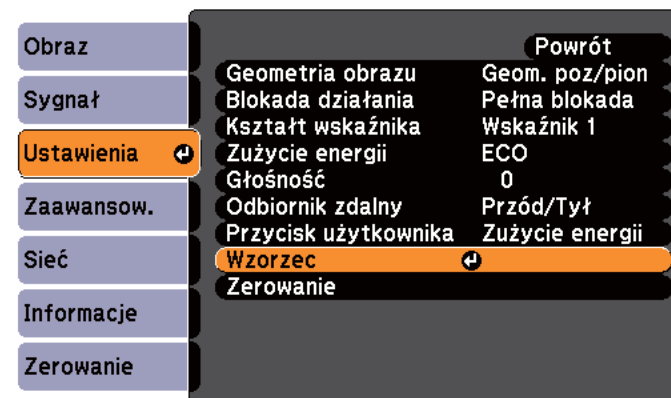 Obraz
Sygnał
Ustawienia
Zaawansow.
Sieć
Informacje
Zerowanie
Powrót
Geometria obrazu Geom. poz/pion
Blokada działania Pełna blokada
Kształt wskaźnika Wskaźnik 1
Zużycie energii ECO
Głośność 0
Odbiornik zdalny Przód/Tył
Przycisk użytkownika Zużycie energii
Wzorzec
Zerowanie